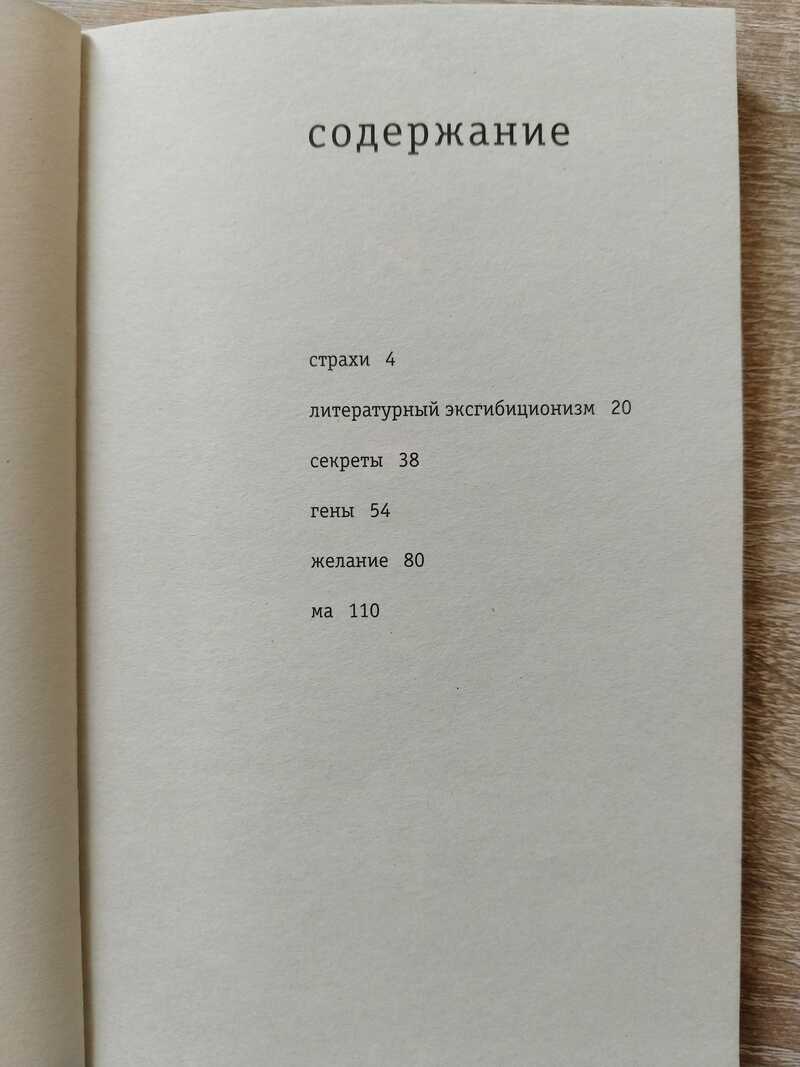 содержание
страхи 4
литературный эксгибиционизм 20
секреты 38
гены 54
желание 80
ма 110